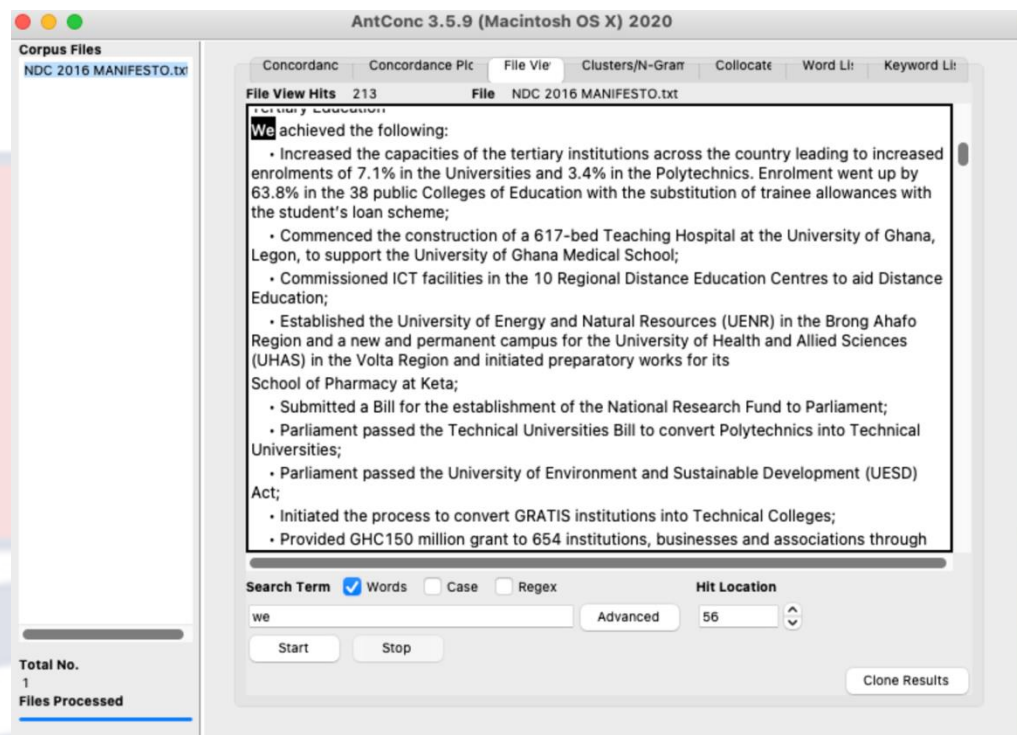 AntConc 3.5.9 (Macintosh OS X) 2020
Corpus Files
NDC 2016 MANIFESTO.txt
Concordanc Concordance Plc File Vie Clusters/N-Gram Collocate Word Li: Keyword Li:
File View Hits 213 File NDC 2016 MANIFESTO.txt
Tertiary Education
We achieved the following:
• Increased the capacities of the tertiary institutions across the country leading to increased
enrolments of 7.1% in the Universities and 3.4% in the Polytechnics. Enrolment went up by
63.8% in the 38 public Colleges of Education with the substitution of trainee allowances with
the student's loan scheme;
• Commenced the construction of a 617-bed Teaching Hospital at the University of Ghana,
Legon, to support the University of Ghana Medical School;
• Commissioned ICT facilities in the 10 Regional Distance Education Centres to aid Distance
Education;
• Established the University of Energy and Natural Resources (UENR) in the Brong Ahafo
Region and a new and permanent campus for the University of Health and Allied Sciences
(UHAS) in the Volta Region and initiated preparatory works for its
School of Pharmacy at Keta;
• Submitted a Bill for the establishment of the National Research Fund to Parliament;
• Parliament passed the Technical Universities Bill to convert Polytechnics into Technical
Universities;
• Parliament passed the University of Environment and Sustainable Development (UESD)
Act;
• Initiated the process to convert GRATIS institutions into Technical Colleges;
• Provided GHC150 million grant to 654 institutions, businesses and associations through
Search Term Words Case Regex Hit Location
we Advanced 56
Start Stop
Total No.
1
Files Processed
Clone Results